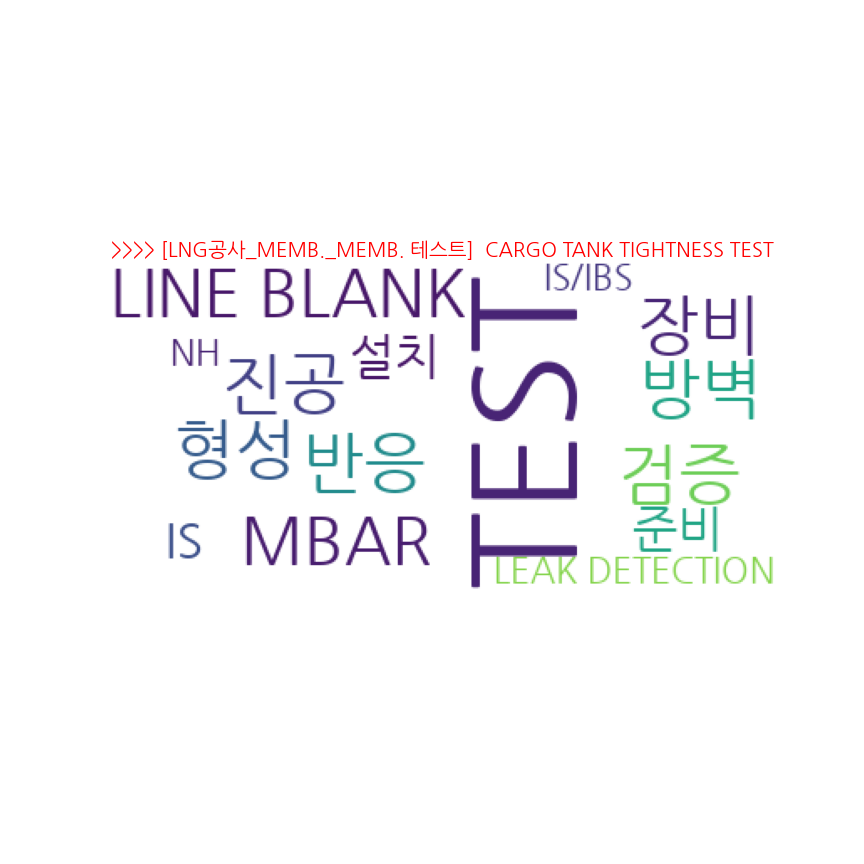 >>>> [LNG공사_MEMB._MEMB. 테스트]  CARGO TANK TIGHTNESS TEST
LINE BLANK
IS/IBS
TEST
장비
NH
설치
진공
방벽
형성
반응
검증
IS
MBAR
준비
LEAK DETECTION